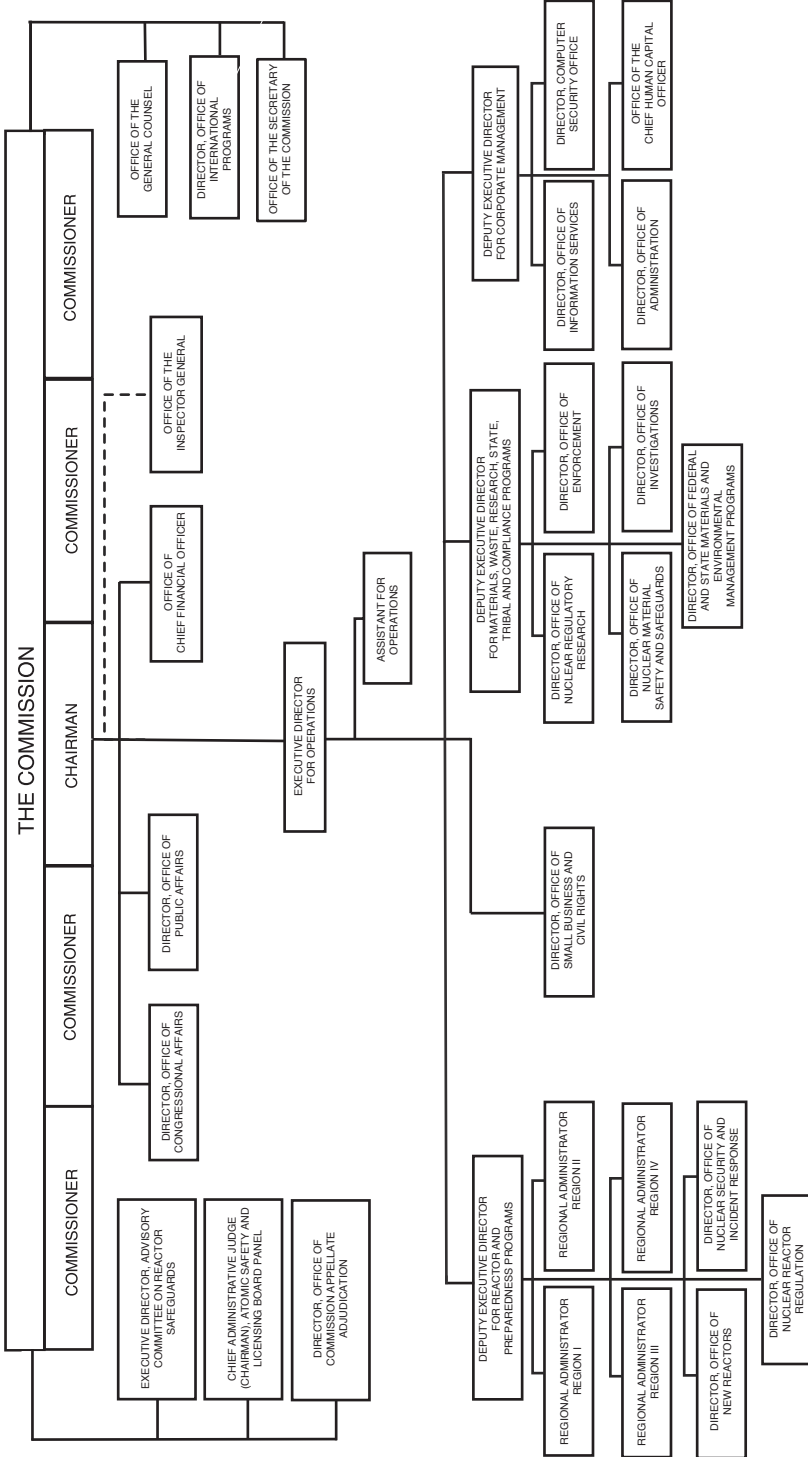 THE COMMISSION
COMMISSIONER
COMMISSIONER
CHAIRMAN
COMMISSIONER
COMMISSIONER
EXECUTIVE DIRECTOR, ADVISORY
COMMITTEE ON REACTOR
SAFEGUARDS
CHIEF ADMINISTRATIVE JUDGE
(CHAIRMAN), ATOMIC SAFETY AND
LICENSING BOARD PANEL
DIRECTOR, OFFICE OF
COMMISSION APPELLATE
ADJUDICATION
DIRECTOR, OFFICE OF
CONGRESSIONAL AFFAIRS
DIRECTOR, OFFICE OF
PUBLIC AFFAIRS
OFFICE OF
CHIEF FINANCIAL OFFICER
OFFICE OF THE
INSPECTOR GENERAL
OFFICE OF THE
GENERAL COUNSEL
DIRECTOR, OFFICE OF
INTERNATIONAL
PROGRAMS
OFFICE OF THE SECRETARY
OF THE COMMISSION
EXECUTIVE DIRECTOR
FOR OPERATIONS
ASSISTANT FOR
OPERATIONS
DEPUTY EXECUTIVE DIRECTOR
FOR REACTOR AND
PREPAREDNESS PROGRAMS
REGIONAL ADMINISTRATOR
REGION I
REGIONAL ADMINISTRATOR
REGION II
REGIONAL ADMINISTRATOR
REGION III
REGIONAL ADMINISTRATOR
REGION IV
DIRECTOR, OFFICE OF
NEW REACTORS
DIRECTOR, OFFICE OF
NUCLEAR SECURITY AND
INCIDENT RESPONSE
DIRECTOR, OFFICE OF
NUCLEAR REACTOR
REGULATION
DIRECTOR, OFFICE OF
SMALL BUSINESS AND
CIVIL RIGHTS
DEPUTY EXECUTIVE DIRECTOR
FOR MATERIALS, WASTE, RESEARCH, STATE,
TRIBAL AND COMPLIANCE PROGRAMS
DIRECTOR, OFFICE OF
NUCLEAR REGULATORY
RESEARCH
DIRECTOR, OFFICE OF
ENFORCEMENT
DIRECTOR, OFFICE OF
NUCLEAR MATERIAL
SAFETY AND SAFEGUARDS
DIRECTOR, OFFICE OF
INVESTIGATIONS
DIRECTOR, OFFICE OF FEDERAL
AND STATE MATERIALS AND
ENVIRONMENTAL
MANAGEMENT PROGRAMS
DEPUTY EXECUTIVE DIRECTOR
FOR CORPORATE MANAGEMENT
DIRECTOR, OFFICE OF
INFORMATION SERVICES
DIRECTOR, COMPUTER
SECURITY OFFICE
DIRECTOR, OFFICE OF
ADMINISTRATION
OFFICE OF THE
CHIEF HUMAN CAPITAL
OFFICER